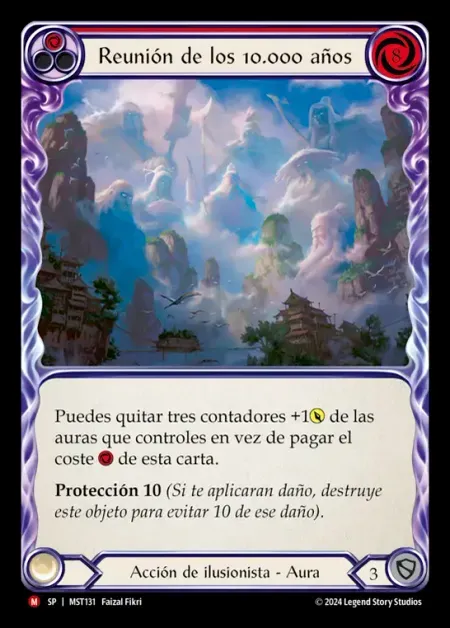 Reunión de los 10.000 años
8
Puedes quitar tres contadores +1 de las
auras que controles en vez de pagar el
coste de esta carta.
Protección 10 (Si te aplicaran daño, destruye
este objeto para evitar 10 de ese daño).
Acción de ilusionista - Aura
3
M SP | MST131 Faizal Fikri
© 2024 Legend Story Studios